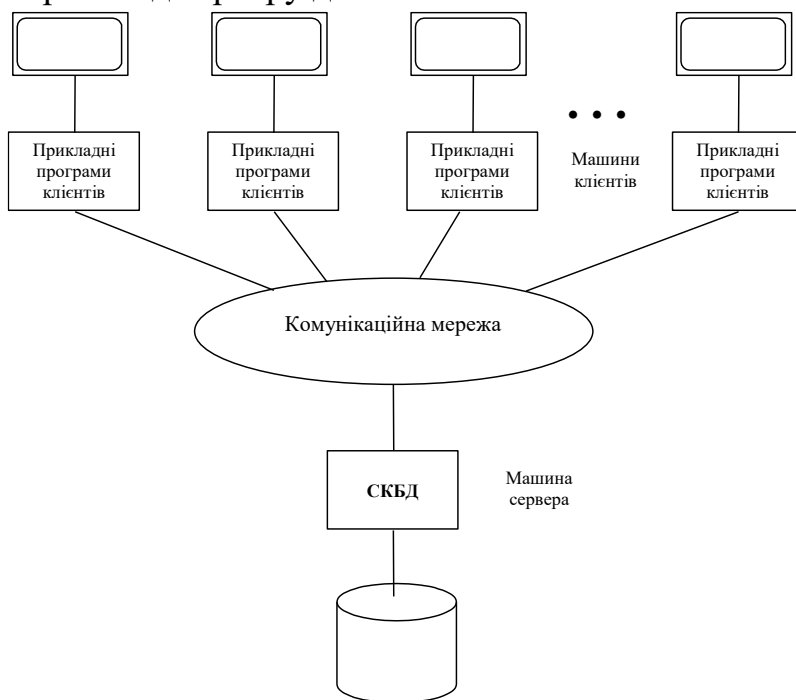 Прикладні
програми
клієнтів
Прикладні
програми
клієнтів
Прикладні
програми
клієнтів
Машини
клієнтів
Прикладні
програми
клієнтів
Комунікаційна мережа
СКБД
Машина
сервера